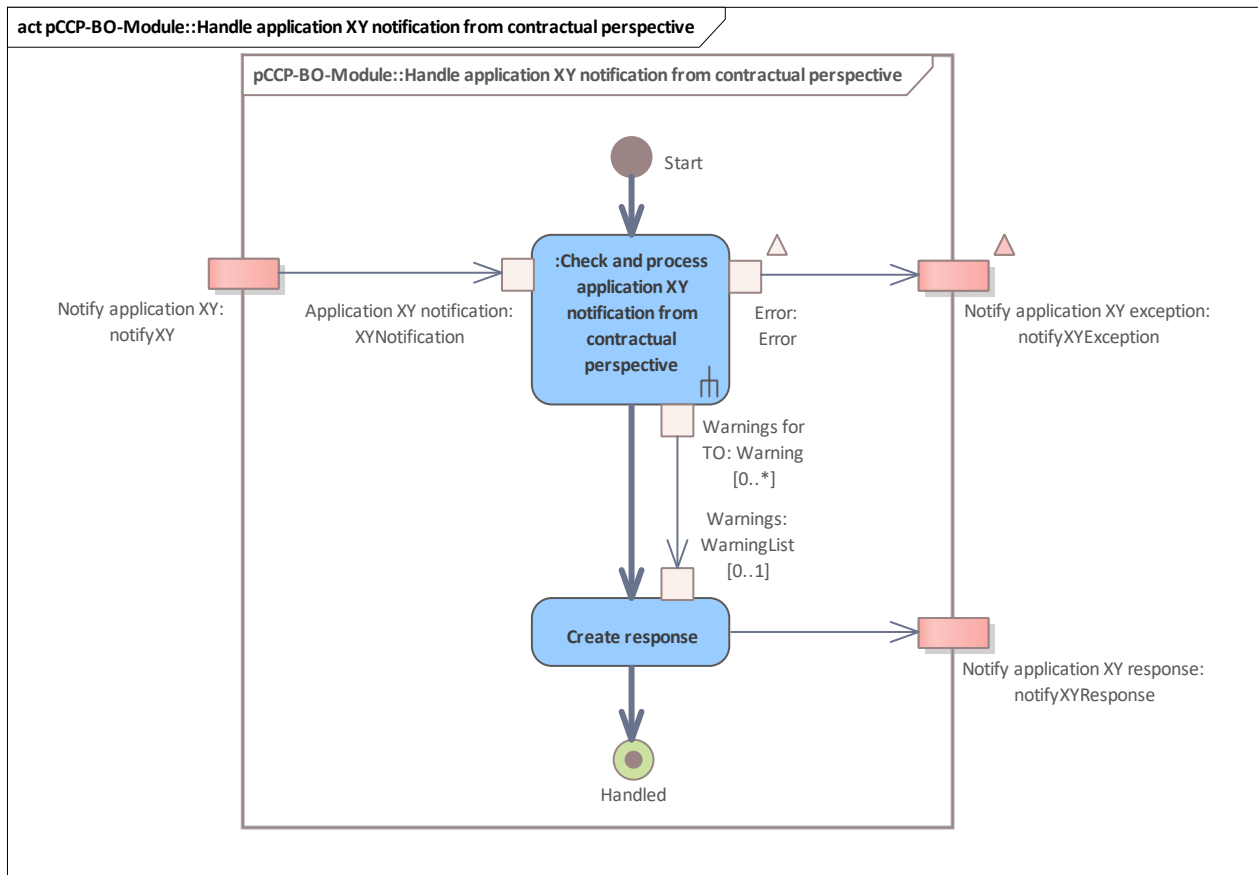 act pCCP-BO-Module::Handle application XY notification from contractual perspective
pCCP-BO-Module::Handle application XY notification from contractual perspective
Start
:Check and process
application XY
notification from
contractual
perspective
Notify application XY:
notifyXY
Application XY notification:
XYNotification
Error:
Error
Notify application XY exception:
notifyXYException
Warnings for
TO: Warning
[0..*]
Warnings:
WarningList
[0..1]
Create response
Notify application XY response:
notifyXYResponse
Handled